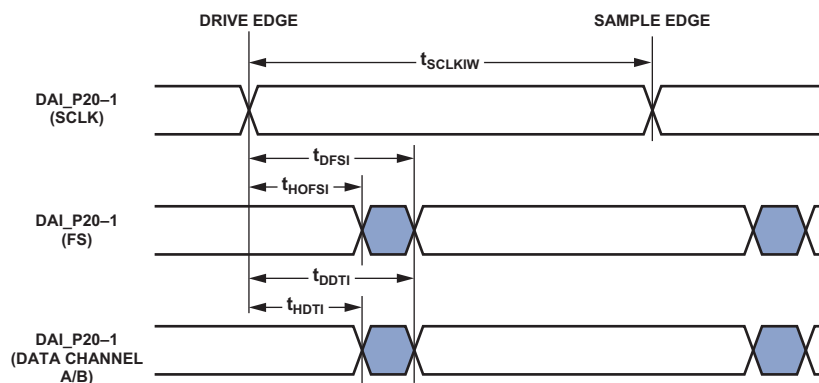 DRIVE EDGE
SAMPLE EDGE
tSCLKIW
DAI_P20–1
(SCLK)
tDFSI
tHOFSI
DAI_P20–1
(FS)
tDDTI
tHDTI
DAI_P20–1
(DATA CHANNEL
A/B)